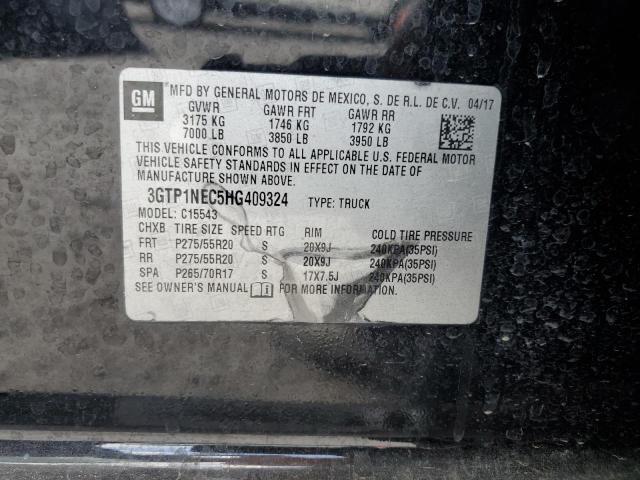 GM
MFD BY GENERAL MOTORS DE MEXICO, S. DE R.L. DE C.V. 04/17
GVWR GAWR FRT GAWR RR
3175 KG 1746 KG 1792 KG
7000 LB 3850 LB 3950 LB
THIS VEHICLE CONFORMS TO ALL APPLICABLE U.S. FEDERAL MOTOR
VEHICLE SAFETY STANDARDS IN EFFECT ON THE DATE OF
MANUFACTURE SHOWN ABOVE.
3GTP1NEC5HG409324 TYPE: TRUCK
MODEL: C15543
CHXB TIRE SIZE SPEED RTG RIM COLD TIRE PRESSURE
FRT P275/55R20 S 20X9J 240KPA(35PSI)
RR P275/55R20 S 20X9J 240KPA(35PSI)
SPA P265/70R17 S 17X7.5J 240KPA(35PSI)
SEE OWNER'S MANUAL FOR MORE INFORMATION.